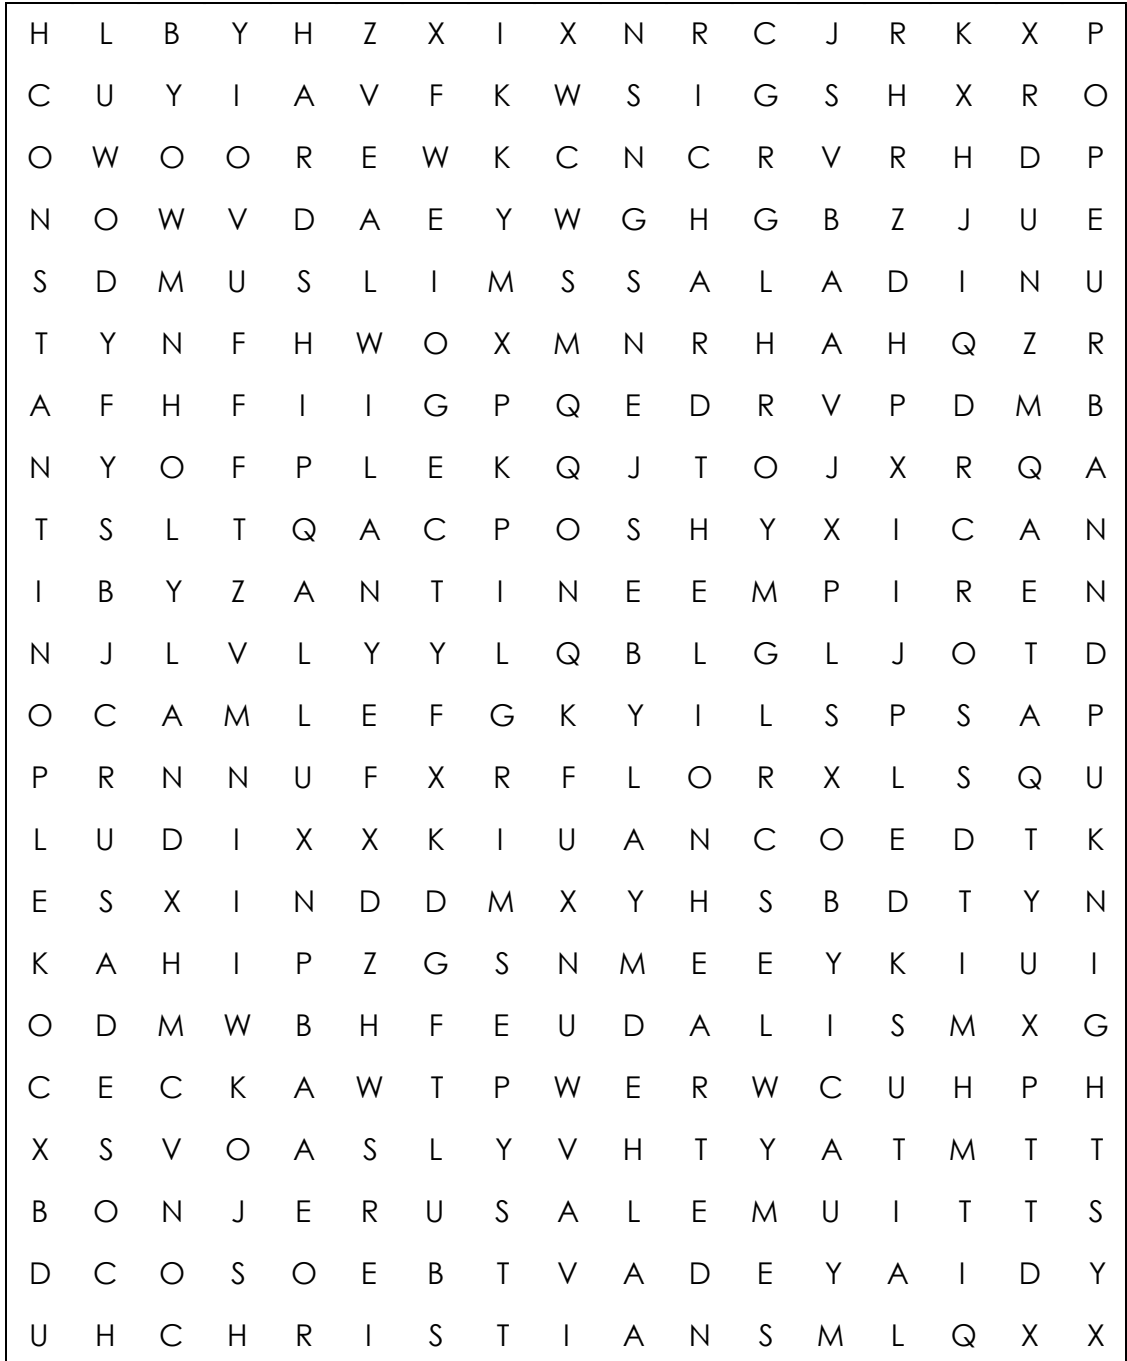 H L B Y H Z X I X N R C J R K X P
C U Y I A V F K W S I G S H X R O
O W O O R E W K C N C R V R H D P
N O W V D A E Y W G H G B Z J U E
S D M U S L I M S S A L A D I N U
T Y N F H W O X M N R H A H Q Z R
A F H F I I G P Q E D R V P D M B
N Y O F P L E K Q J T O J X R Q A
T S L T Q A C P O S H Y X I C A N
I B Y Z A N T I N E E M P I R E N
N J L V L Y Y L Q B L G L J O T D
O C A M L E F G K Y I L S P S A P
P R N N U F X R F L O R X L S Q U
L U D I X X K I U A N C O E D T K
E S X I N D D M X Y H S B D T Y N
K A H I P Z G S N M E E Y K I U I
O D M W B H F E U D A L I S M X G
C E C K A W T P W E R W C U H P H
X S V O A S L Y V H T Y A T M T T
B O N J E R U S A L E M U I T T S
D C O S O E B T V A D E Y A I D Y
U H C H R I S T I A N S M L Q X X